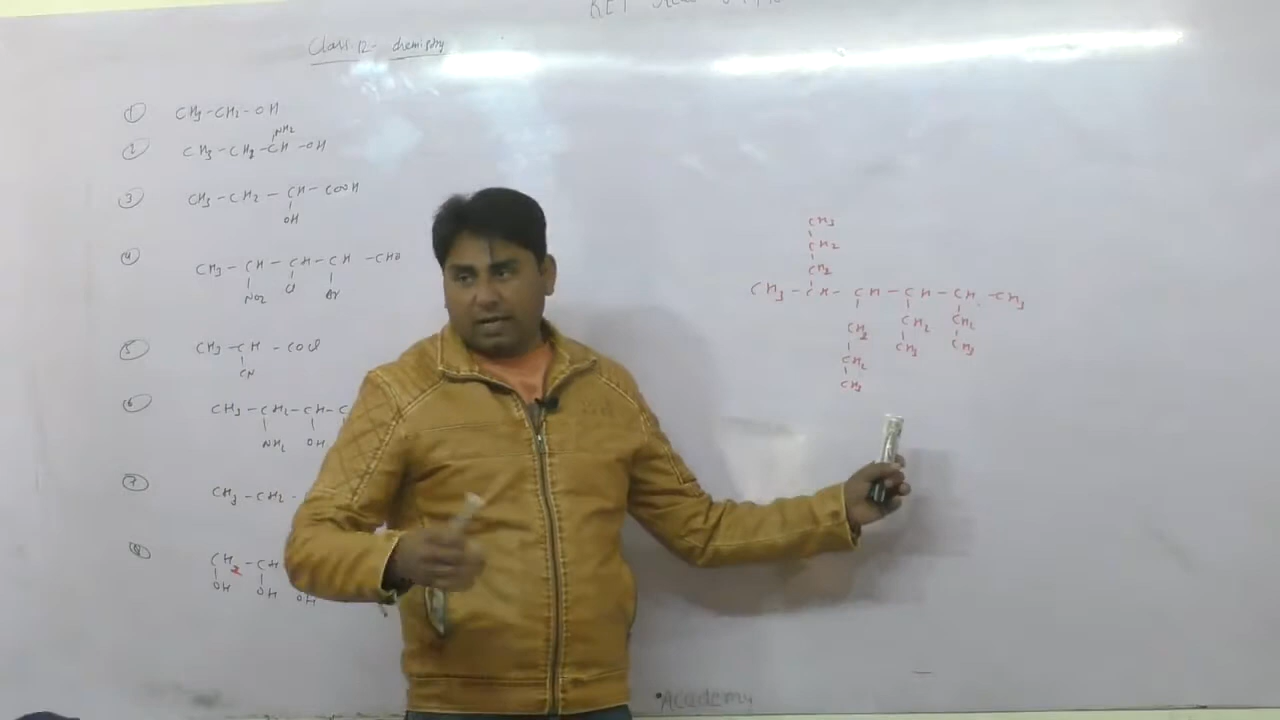 Class 12- chemistry
① CH3-CH2-OH
NH2
② CH3-CH2-CH-OH
③ CH3-CH2-CH-COOH
OH
④ CH3-CH-CH-CH-CHO
NO2 Cl Br
⑤ CH3-CH-COCl
CN
⑥ CH3-CH2-CH-C
NH2 OH
⑦ CH3-CH2-
⑧ CH2-CH
OH OH OH
CH3
CH2
CH2
CH3-CH-CH-CH-CH-CH3
CH2 CH2 CH2
CH2 CH3 CH3
CH3
Academy